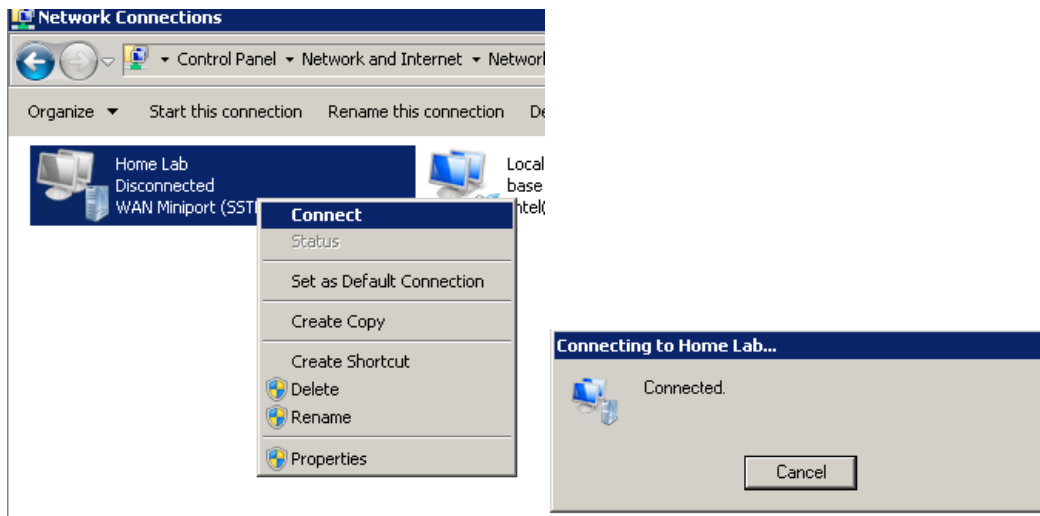 Network Connections
Control Panel Network and Internet
Organize Start this connection Rename this connection
Home Lab
Disconnected
WAN Miniport
Local
base
Connect
Status
Set as Default Connection
Create Copy
Create Shortcut
Delete
Rename
Properties
Connecting to Home Lab...
Connected.
Cancel